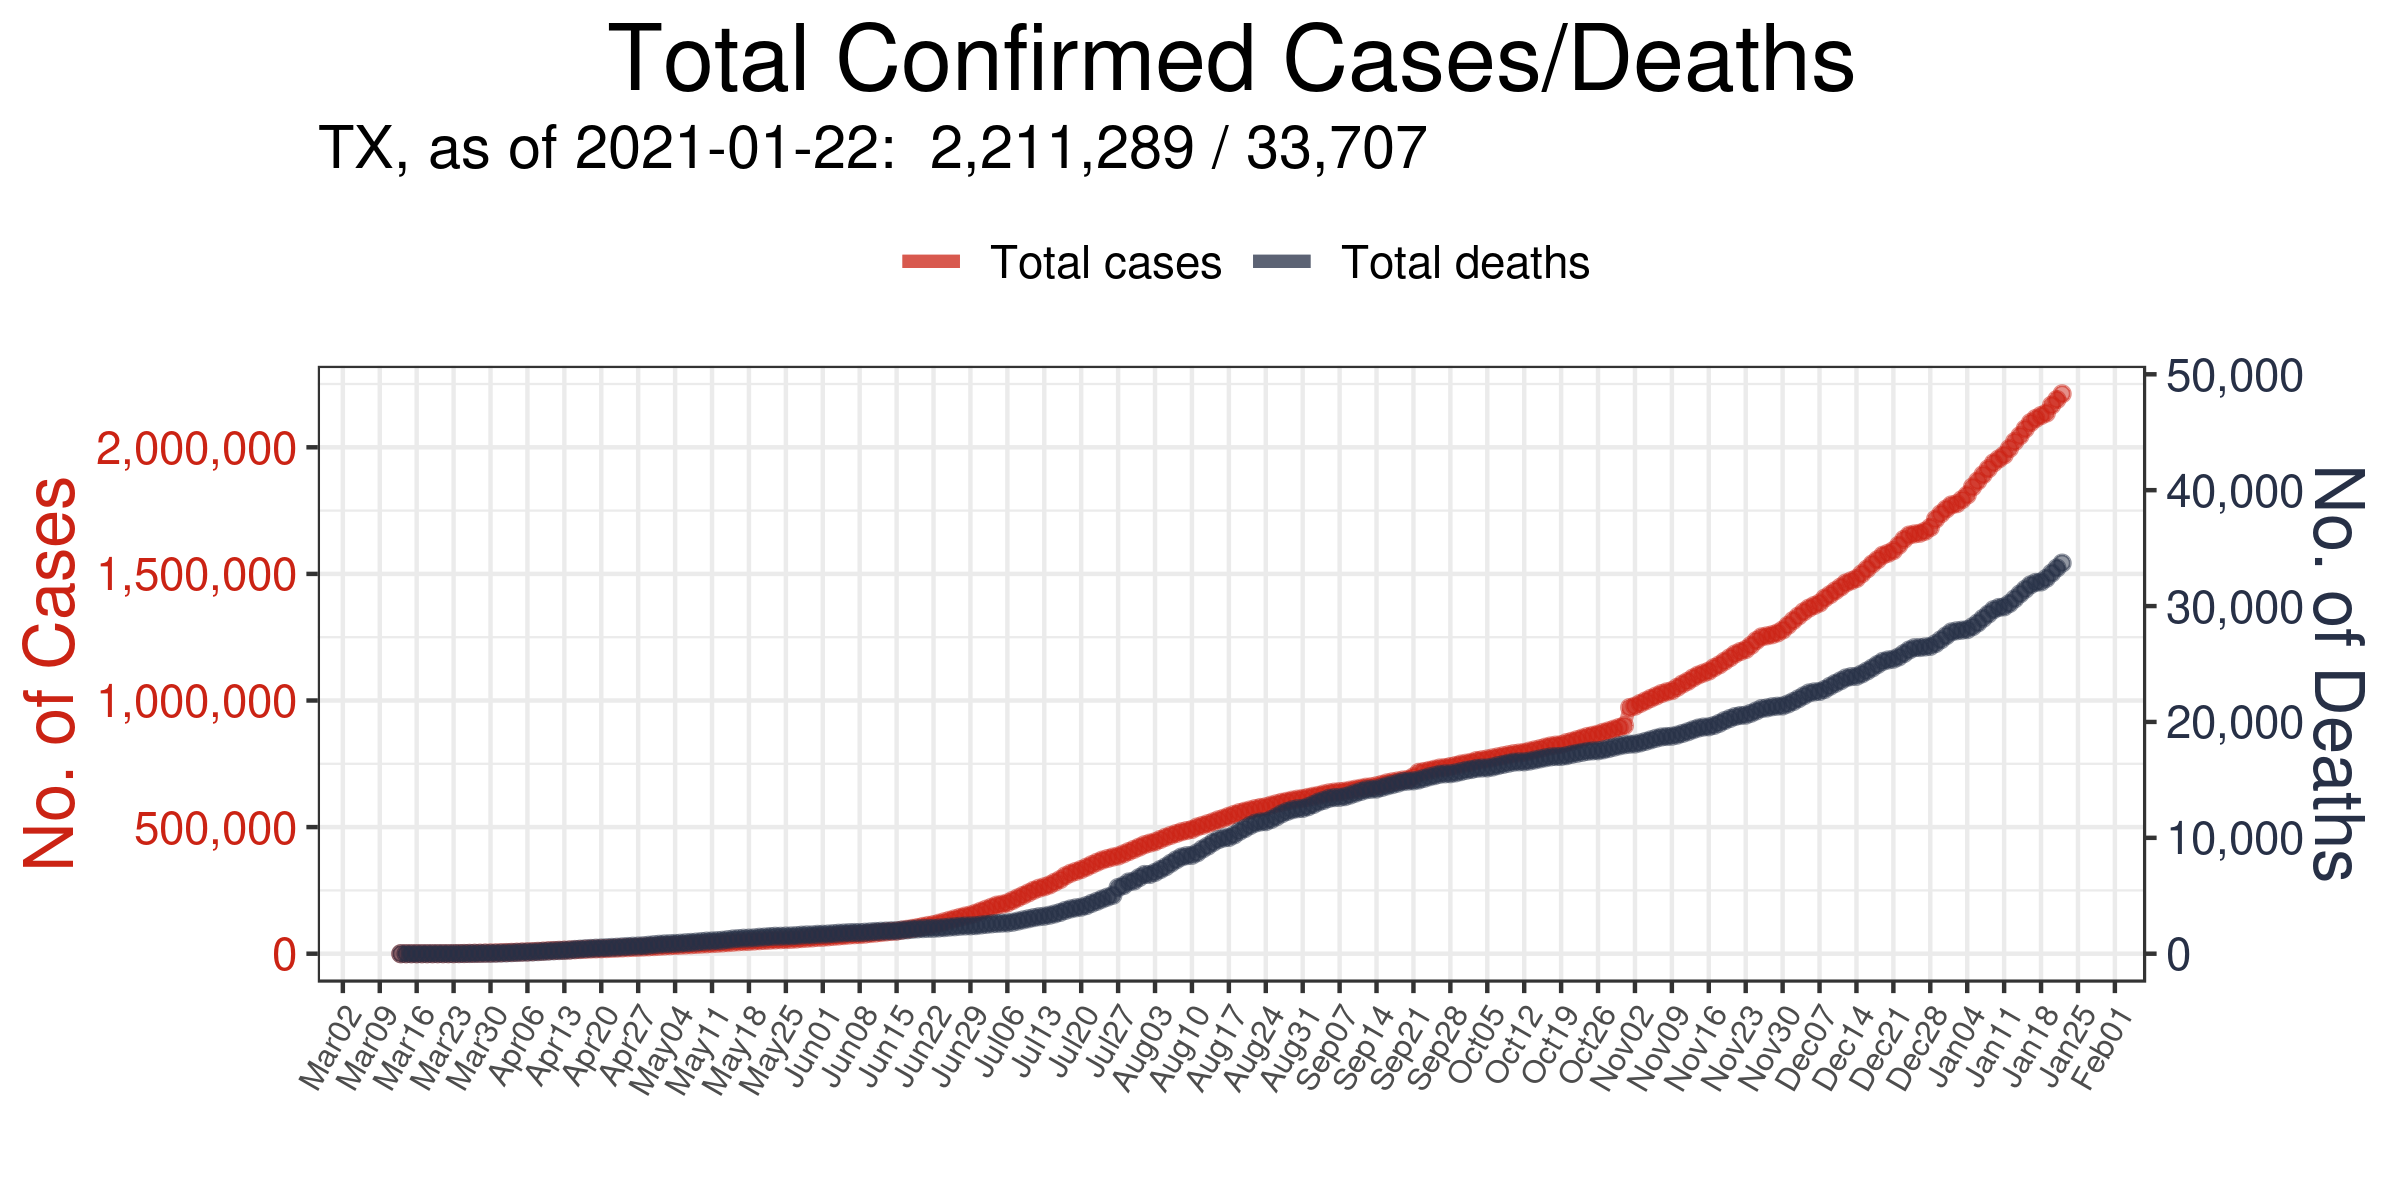 Total Confirmed Cases/Deaths
TX, as of 2021-01-22:  2,211,289 / 33,707
Total cases
Total deaths
No. of Cases
2,000,000
1,500,000
1,000,000
500,000
0
50,000
40,000
30,000
20,000
10,000
0
No. of Deaths
Mar02
Mar09
Mar16
Mar23
Mar30
Apr06
Apr13
Apr20
Apr27
May04
May11
May18
May25
Jun01
Jun08
Jun15
Jun22
Jun29
Jul06
Jul13
Jul20
Jul27
Aug03
Aug10
Aug17
Aug24
Aug31
Sep07
Sep14
Sep21
Sep28
Oct05
Oct12
Oct19
Oct26
Nov02
Nov09
Nov16
Nov23
Nov30
Dec07
Dec14
Dec21
Dec28
Jan04
Jan11
Jan18
Jan25
Feb01